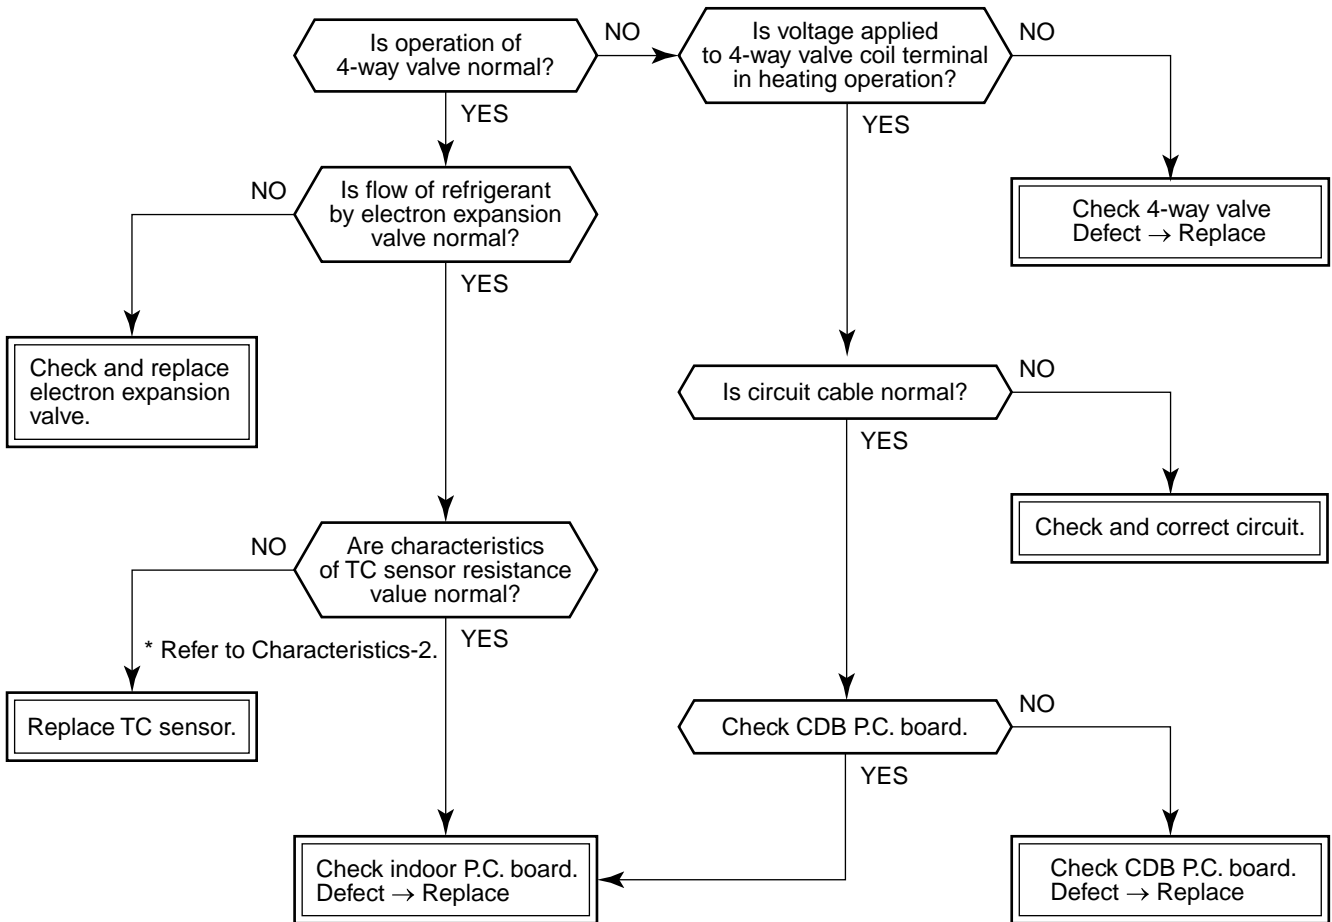 Is operation of
4-way valve normal?
NO
Is voltage applied
to 4-way valve coil terminal
in heating operation?
NO
YES
YES
NO
Is flow of refrigerant
by electron expansion
valve normal?
YES
Check 4-way valve
Defect → Replace
Check and replace
electron expansion
valve.
Is circuit cable normal?
NO
YES
Check and correct circuit.
NO
Are characteristics
of TC sensor resistance
value normal?
YES
* Refer to Characteristics-2.
Replace TC sensor.
Check CDB P.C. board.
NO
YES
Check indoor P.C. board.
Defect → Replace
Check CDB P.C. board.
Defect → Replace